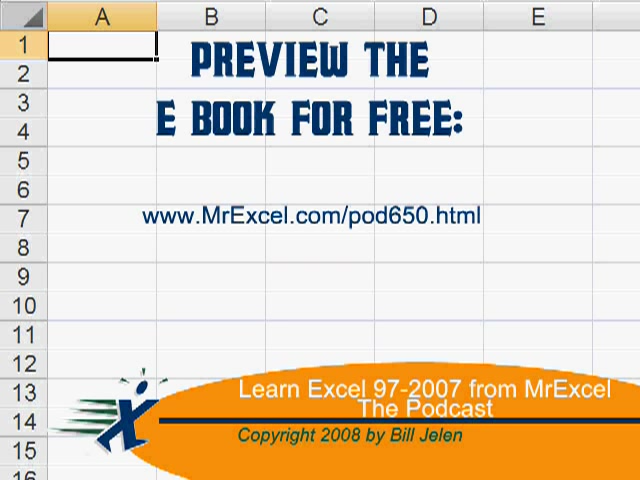 A B C D E
1
PREVIEW THE
2
3
E BOOK FOR FREE:
4
5
6
7
www.MrExcel.com/pod650.html
8
9
10
11
12
13
Learn Excel 97-2007 from MrExcel
The Podcast
14
Copyright 2008 by Bill Jelen
15
16